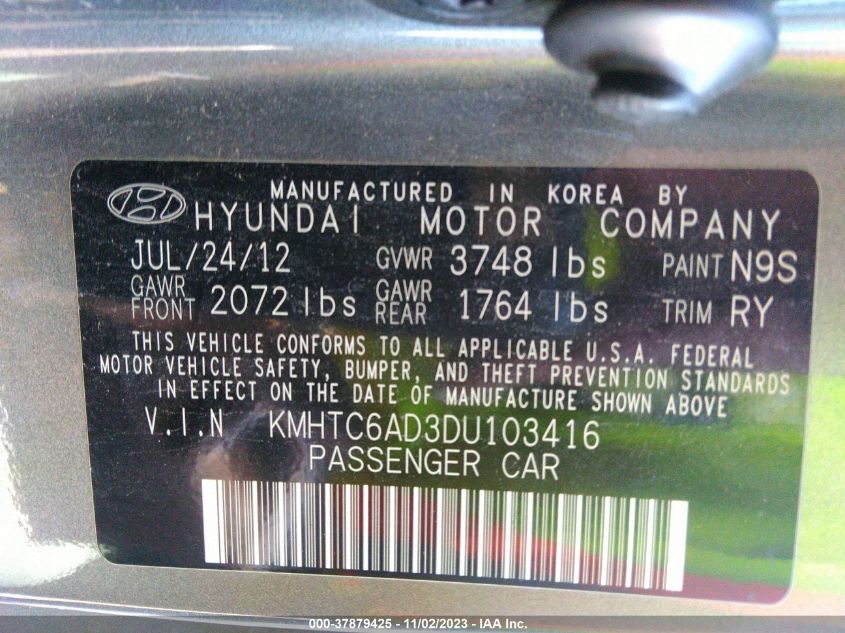 MANUFACTURED IN KOREA BY
HYUNDAI MOTOR COMPANY
JUL/24/12 GVWR 3748 lbs PAINT N9S
GAWR FRONT 2072 lbs GAWR REAR 1764 lbs TRIM RY
THIS VEHICLE CONFORMS TO ALL APPLICABLE U.S.A. FEDERAL
MOTOR VEHICLE SAFETY, BUMPER, AND THEFT PREVENTION STANDARDS
IN EFFECT ON THE DATE OF MANUFACTURE SHOWN ABOVE
V.I.N KMHTC6AD3DU103416
PASSENGER CAR
000-37879425 - 11/02/2023 - IAA Inc.